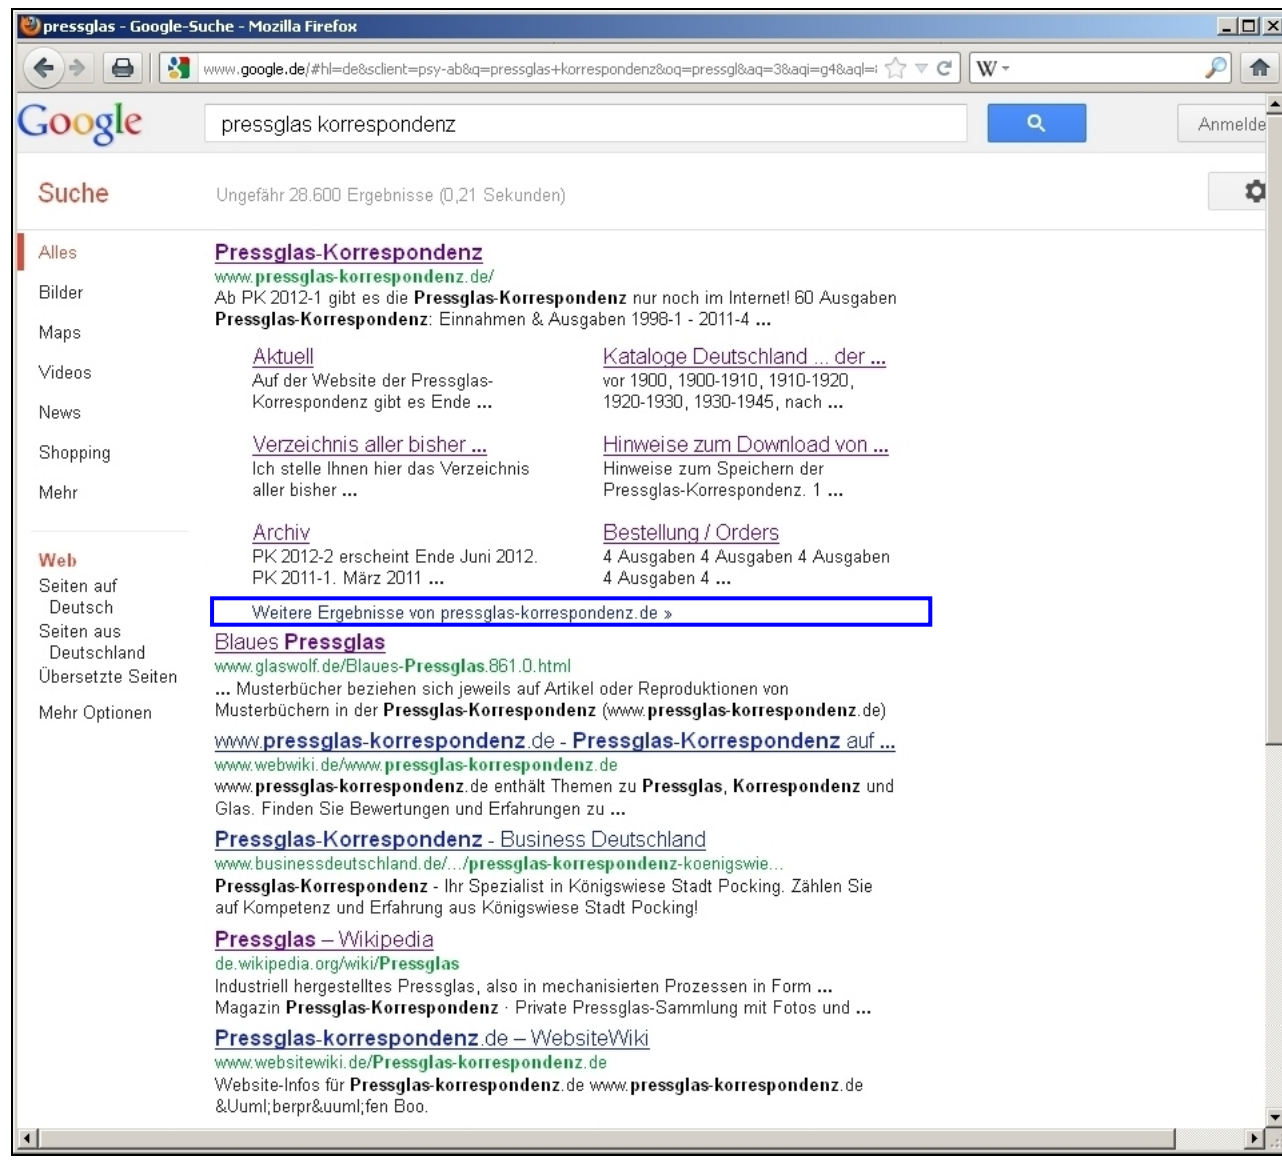 pressglas - Google-Suche - Mozilla Firefox
www.google.de/#hl=de&sclient=psy-ab&q=pressglas+korrespondenz&oq=pressgl&aq=3&aqi=g4&aql=
W
Google
pressglas korrespondenz
Anmelde
Suche
Ungefähr 28.600 Ergebnisse (0,21 Sekunden)
Alles
Bilder
Maps
Videos
News
Shopping
Mehr
Web
Seiten auf
Deutsch
Seiten aus
Deutschland
Übersetzte Seiten
Mehr Optionen
Pressglas-Korrespondenz
www.pressglas-korrespondenz.de/
Ab PK 2012-1 gibt es die Pressglas-Korrespondenz nur noch im Internet! 60 Ausgaben
Pressglas-Korrespondenz: Einnahmen & Ausgaben 1998-1 - 2011-4 ...
Aktuell
Auf der Website der Pressglas-
Korrespondenz gibt es Ende ...
Kataloge Deutschland ... der ...
vor 1900, 1900-1910, 1910-1920,
1920-1930, 1930-1945, nach ...
Verzeichnis aller bisher ...
Ich stelle Ihnen hier das Verzeichnis
aller bisher ...
Hinweise zum Download von ...
Hinweise zum Speichern der
Pressglas-Korrespondenz. 1 ...
Archiv
PK 2012-2 erscheint Ende Juni 2012.
PK 2011-1. März 2011 ...
Bestellung / Orders
4 Ausgaben 4 Ausgaben 4 Ausgaben
4 Ausgaben 4 ...
Weitere Ergebnisse von pressglas-korrespondenz.de »
Blaues Pressglas
www.glaswolf.de/Blaues-Pressglas.861.0.html
... Musterbücher beziehen sich jeweils auf Artikel oder Reproduktionen von
Musterbüchern in der Pressglas-Korrespondenz (www.pressglas-korrespondenz.de)
www.pressglas-korrespondenz.de - Pressglas-Korrespondenz auf ...
www.webwiki.de/www.pressglas-korrespondenz.de
www.pressglas-korrespondenz.de enthält Themen zu Pressglas, Korrespondenz und
Glas. Finden Sie Bewertungen und Erfahrungen zu ...
Pressglas-Korrespondenz - Business Deutschland
www.businessdeutschland.de/.../pressglas-korrespondenz-koenigswie...
Pressglas-Korrespondenz - Ihr Spezialist in Königswiese Stadt Pocking. Zählen Sie
auf Kompetenz und Erfahrung aus Königswiese Stadt Pocking!
Pressglas – Wikipedia
de.wikipedia.org/wiki/Pressglas
Industriell hergestelltes Pressglas, also in mechanisierten Prozessen in Form ...
Magazin Pressglas-Korrespondenz · Private Pressglas-Sammlung mit Fotos und ...
Pressglas-korrespondenz.de – WebsiteWiki
www.websitewiki.de/Pressglas-korrespondenz.de
Website-Infos für Pressglas-korrespondenz.de www.pressglas-korrespondenz.de
&Uuml;berpr&uuml;fen Boo.